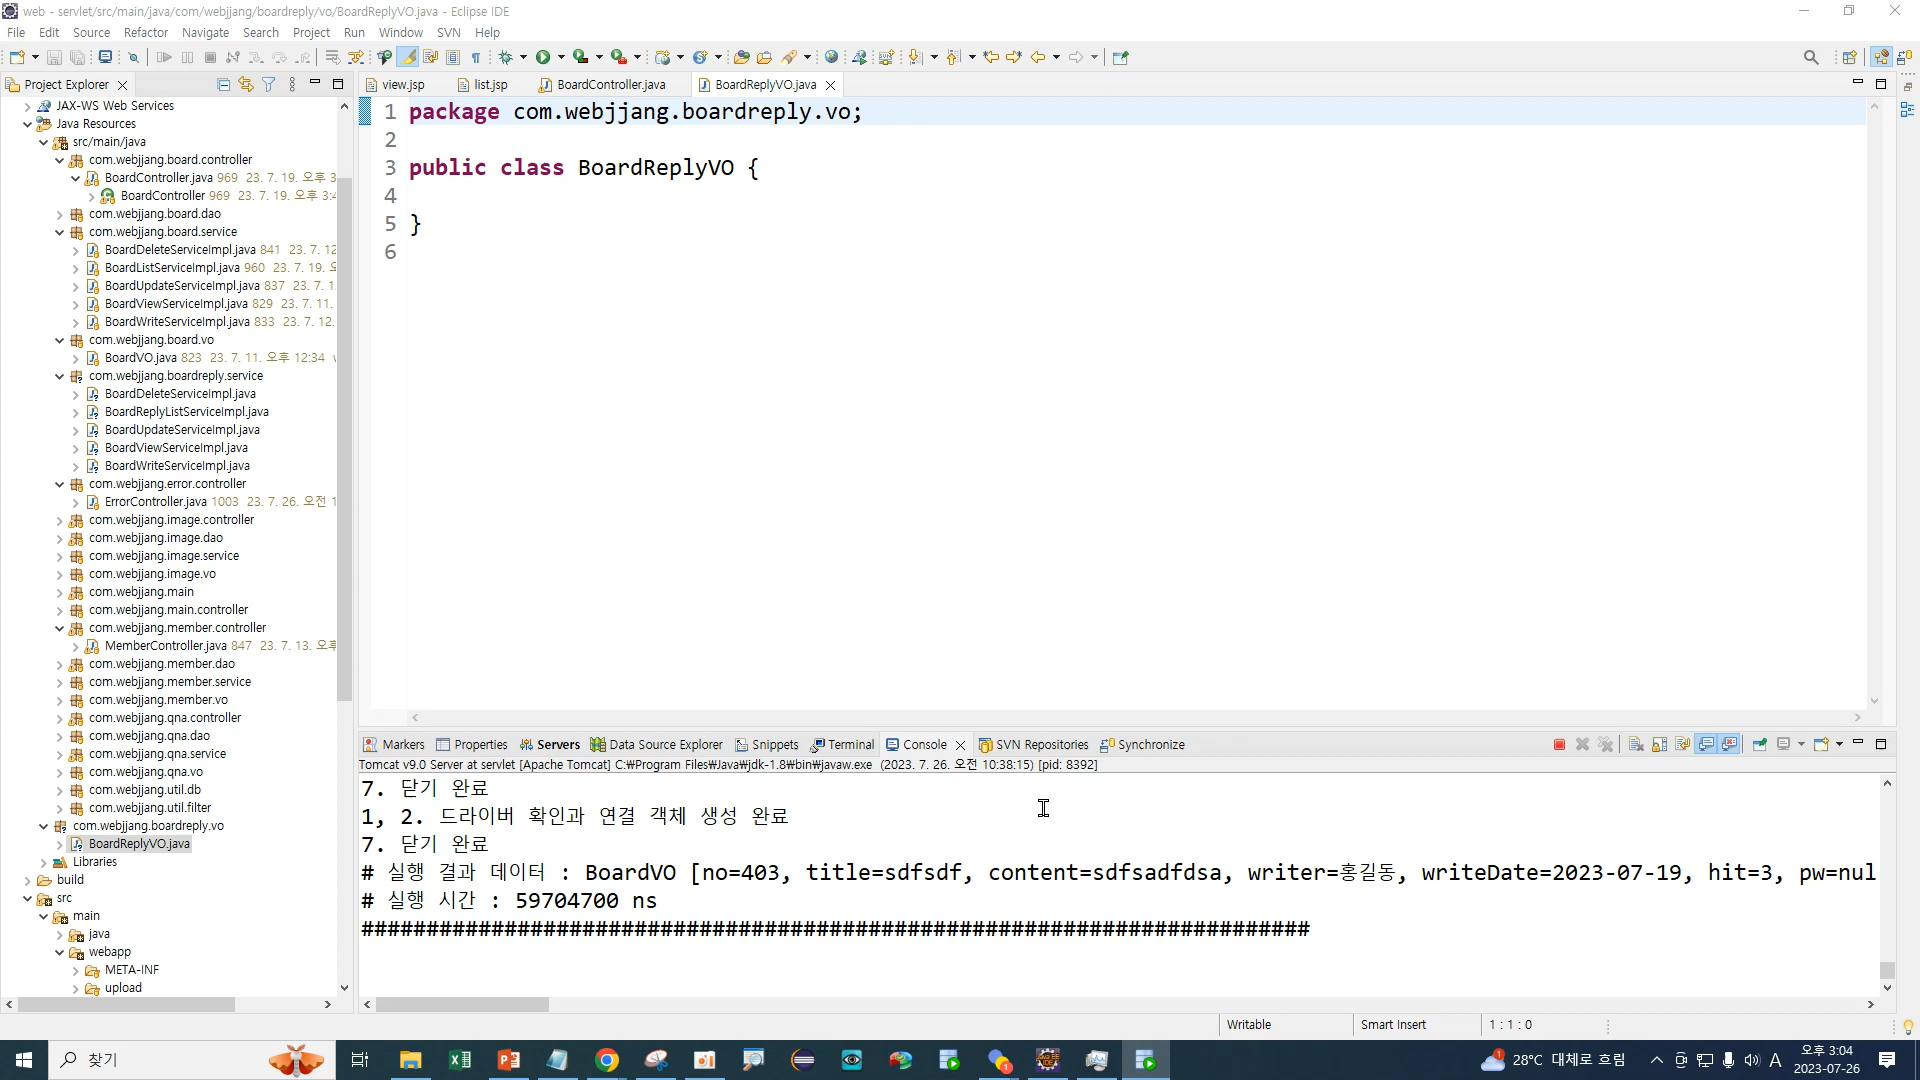 web - servlet/src/main/java/com/webjjang/boardreply/vo/BoardReplyVO.java - Eclipse IDE
File Edit Source Refactor Navigate Search Project Run Window SVN Help
Project Explorer
view.jsp list.jsp BoardController.java BoardReplyVO.java
JAX-WS Web Services
Java Resources
src/main/java
com.webjjang.board.controller
BoardController.java 969 23. 7. 19. 오후 3
BoardController 969 23. 7. 19. 오후 3:4
com.webjjang.board.dao
com.webjjang.board.service
BoardDeleteServiceImpl.java 841 23. 7. 12
BoardListServiceImpl.java 960 23. 7. 19. 오
BoardUpdateServiceImpl.java 837 23. 7. 1
BoardViewServiceImpl.java 829 23. 7. 11.
BoardWriteServiceImpl.java 833 23. 7. 12.
com.webjjang.board.vo
BoardVO.java 823 23. 7. 11. 오후 12:34
com.webjjang.boardreply.service
BoardDeleteServiceImpl.java
BoardReplyListServiceImpl.java
BoardUpdateServiceImpl.java
BoardViewServiceImpl.java
BoardWriteServiceImpl.java
com.webjjang.error.controller
ErrorController.java 1003 23. 7. 26. 오전 1
com.webjjang.image.controller
com.webjjang.image.dao
com.webjjang.image.service
com.webjjang.image.vo
com.webjjang.main
com.webjjang.main.controller
com.webjjang.member.controller
MemberController.java 847 23. 7. 13. 오후
com.webjjang.member.dao
com.webjjang.member.service
com.webjjang.member.vo
com.webjjang.qna.controller
com.webjjang.qna.dao
com.webjjang.qna.service
com.webjjang.qna.vo
com.webjjang.util.db
com.webjjang.util.filter
com.webjjang.boardreply.vo
BoardReplyVO.java
Libraries
build
src
main
java
webapp
META-INF
upload
1 package com.webjjang.boardreply.vo;
2
3 public class BoardReplyVO {
4
5 }
6
Markers Properties Servers Data Source Explorer Snippets Terminal Console SVN Repositories Synchronize
Tomcat v9.0 Server at servlet [Apache Tomcat] C:₩Program Files₩Java₩jdk-1.8₩bin₩javaw.exe (2023. 7. 26. 오전 10:38:15) [pid: 8392]
7. 닫기 완료
1, 2. 드라이버 확인과 연결 객체 생성 완료
7. 닫기 완료
# 실행 결과 데이터 : BoardVO [no=403, title=sdfsdf, content=sdfsadfdsa, writer=홍길동, writeDate=2023-07-19, hit=3, pw=nul
# 실행 시간 : 59704700 ns
#########################################################################
Writable Smart Insert 1 : 1 : 0
찾기
28°C 대체로 흐림
A
오후 3:04
2023-07-26